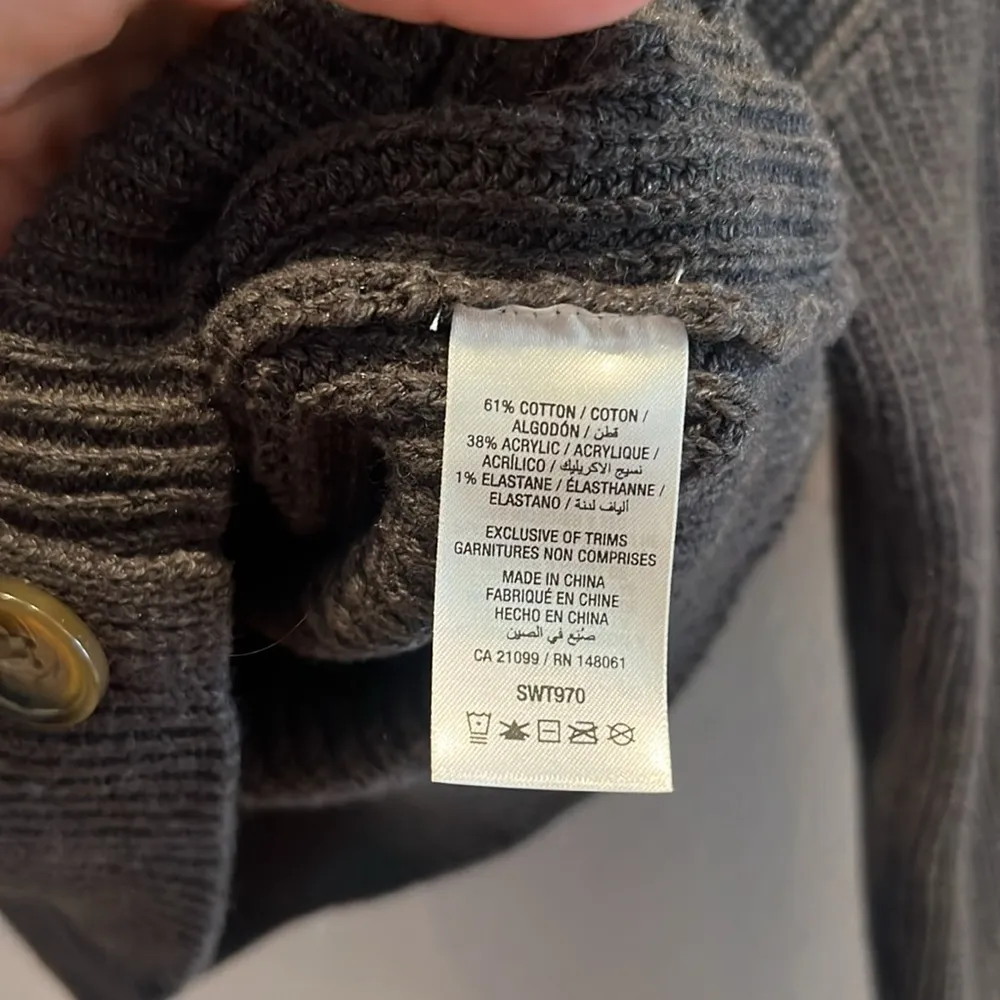 61% COTTON / COTON /
ALGODÓN / قطن
38% ACRYLIC / ACRYLIQUE /
ACRÍLICO / نسيج الاكريليك
1% ELASTANE / ÉLASTHANNE /
ELASTANO / ألياف لدنة
EXCLUSIVE OF TRIMS
GARNITURES NON COMPRISES
MADE IN CHINA
FABRIQUÉ EN CHINE
HECHO EN CHINA
صُنِع في الصين
CA 21099 / RN 148061
SWT970